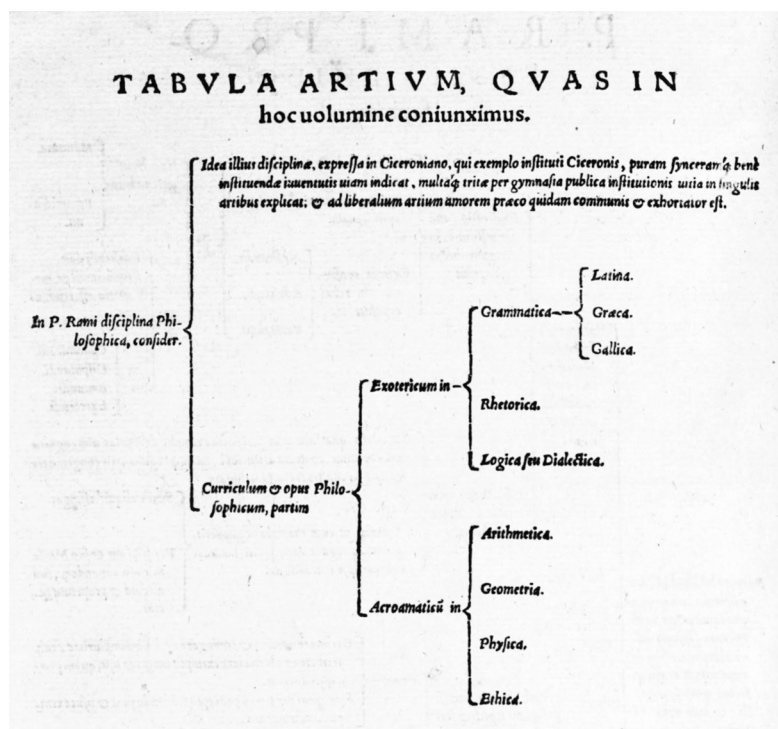 TABVLA ARTIVM, QVAS IN
hoc uolumine coniunximus.
Idea illius disciplinæ, expressa in Ciceroniano, qui exemplo instituti Ciceronis, puram synceramq́; benè
instituendæ iuuentutis uiam indicat, multaq́; tritæ per gymnasia publica institutionis uitia in singulis
artibus explicat: & ad liberalium artium amorem præco quidam communis & exhortator est.
In P. Rami disciplina Phi-
losophica, consider.
Curriculum & opus Philo-
sophicum, partim
Exotericum in
Grammatica
Latina.
Græca.
Gallica.
Rhetorica.
Logica seu Dialectica.
Acroamaticũ in
Arithmetica.
Geometria.
Physica.
Ethica.